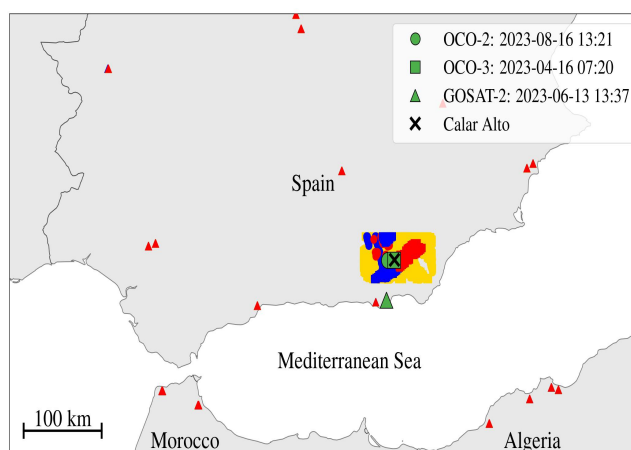 OCO-2: 2023-08-16 13:21
OCO-3: 2023-04-16 07:20
GOSAT-2: 2023-06-13 13:37
Calar Alto
Spain
Mediterranean Sea
100 km
Morocco
Algeria